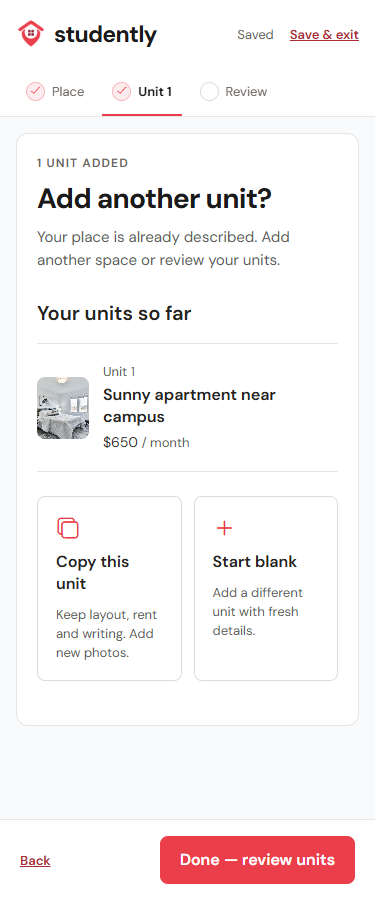 studently
Saved
Save & exit
Place
Unit 1
Review
1 UNIT ADDED
Add another unit?
Your place is already described. Add
another space or review your units.
Your units so far
Unit 1
Sunny apartment near
campus
$650 / month
Copy this
unit
Keep layout, rent
and writing. Add
new photos.
Start blank
Add a different
unit with fresh
details.
Back
Done — review units